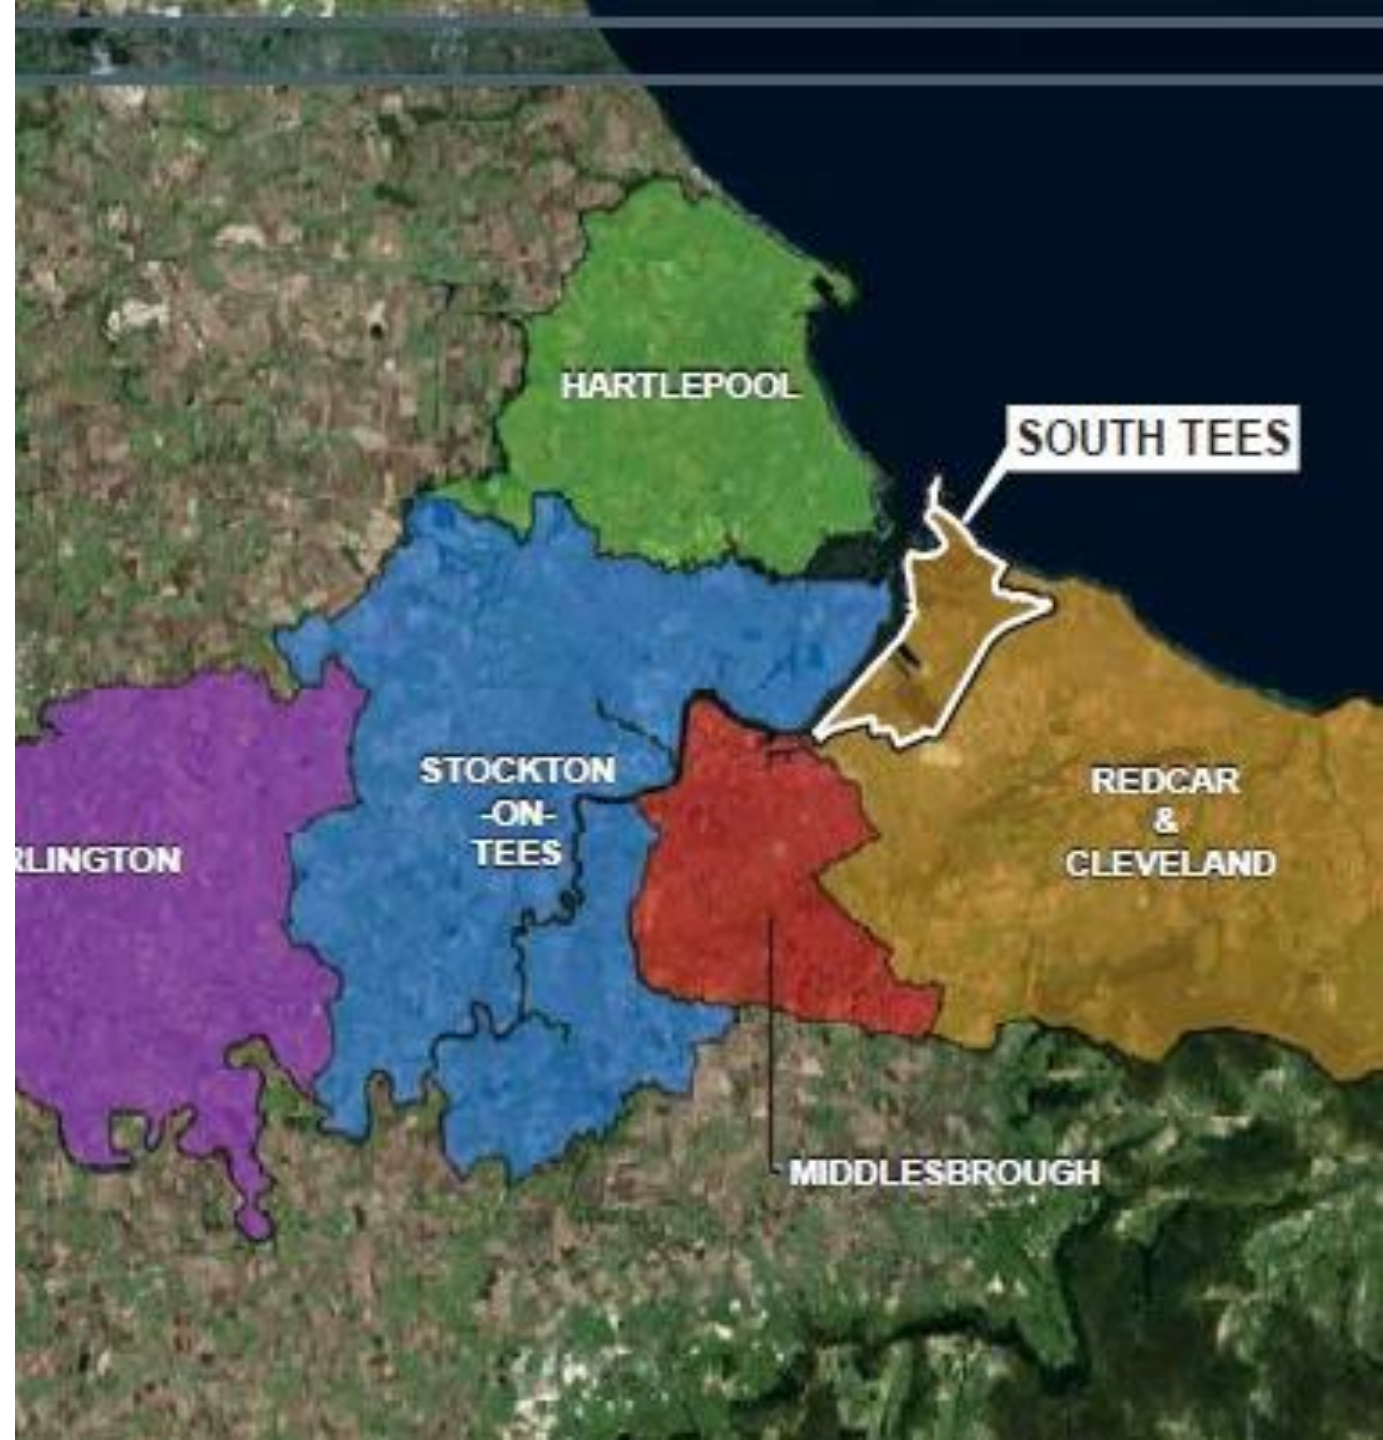 HARTLEPOOL
SOUTH TEES
STOCKTON
-ON-
TEES
REDCAR
&
CLEVELAND
RLINGTON
MIDDLESBROUGH